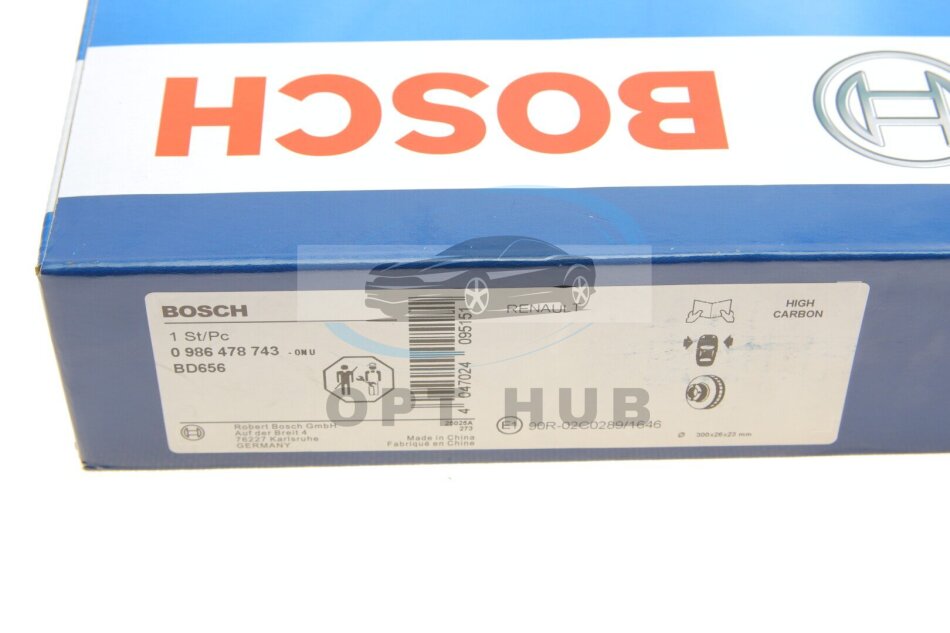 BOSCH
BOSCH
1 St/Pc
0 986 478 743 - 0MU
BD656
Robert Bosch GmbH
Auf der Breit 4
76227 Karlsruhe
GERMANY
4 047024 095151
25025A
273
Made in China
Fabriqué en Chine
RENAULT
E1 90R-02C0289/1646
HIGH
CARBON
Ø 300x26x23 mm
OPT HUB